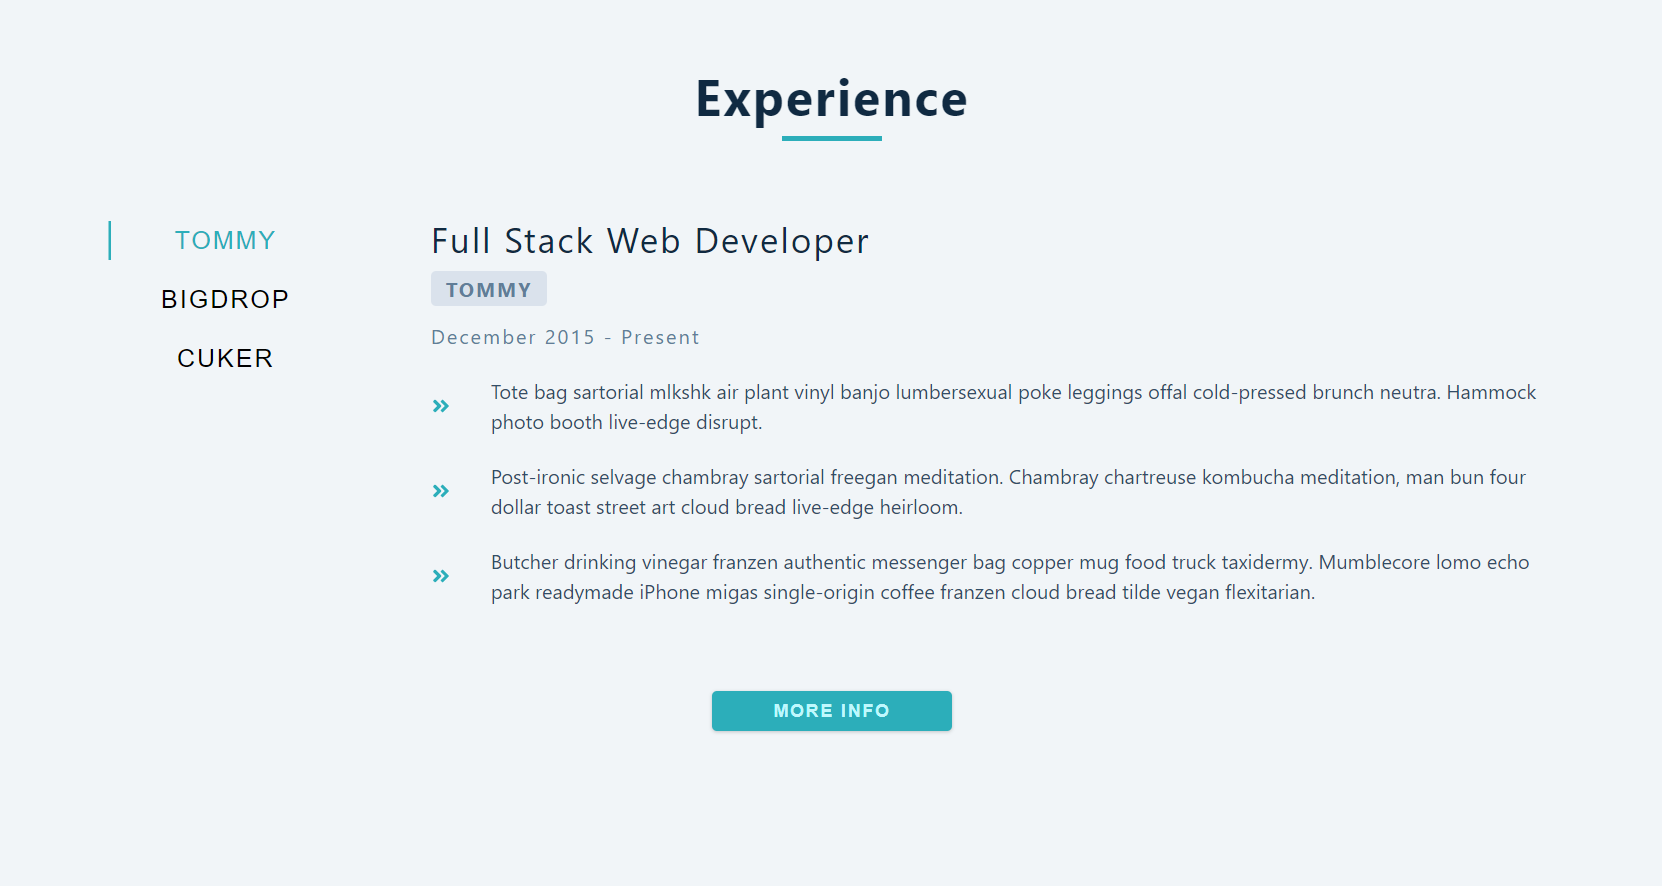 Experience
TOMMY
BIGDROP
CUKER
Full Stack Web Developer
TOMMY
December 2015 - Present
Tote bag sartorial mlkshk air plant vinyl banjo lumbersexual poke leggings offal cold-pressed brunch neutra. Hammock
photo booth live-edge disrupt.
Post-ironic selvage chambray sartorial freegan meditation. Chambray chartreuse kombucha meditation, man bun four
dollar toast street art cloud bread live-edge heirloom.
Butcher drinking vinegar franzen authentic messenger bag copper mug food truck taxidermy. Mumblecore lomo echo
park readymade iPhone migas single-origin coffee franzen cloud bread tilde vegan flexitarian.
MORE INFO